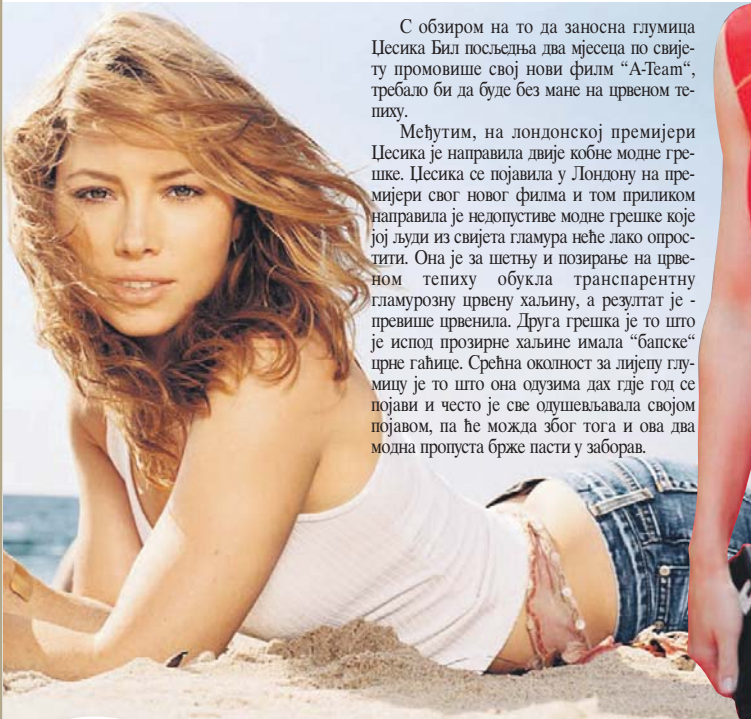 С обзиром на то да заносна глумица
Џесика Бил посљедња два мјесеца по свије-
ту промовише свој нови филм “A-Team“,
требало би да буде без мане на црвеном те-
пиху.
Међутим, на лондонској премијери
Џесика је направила двије кобне модне гре-
шке. Џесика се појавила у Лондону на пре-
мијери свог новог филма и том приликом
направила је недопустиве модне грешке које
јој људи из свијета гламура неће лако опрос-
тити. Она је за шетњу и позирање на црве-
ном тепиху обукла транспарентну
гламурозну црвену хаљину, а резултат је -
превише црвенила. Друга грешка је то што
је испод прозирне хаљине имала “бапске“
црне гаћице. Срећна околност за лијепу глу-
мицу је то што она одузима дах гдје год се
појави и често је све одушевљавала својом
појавом, па ће можда због тога и ова два
модна пропуста брже пасти у заборав.